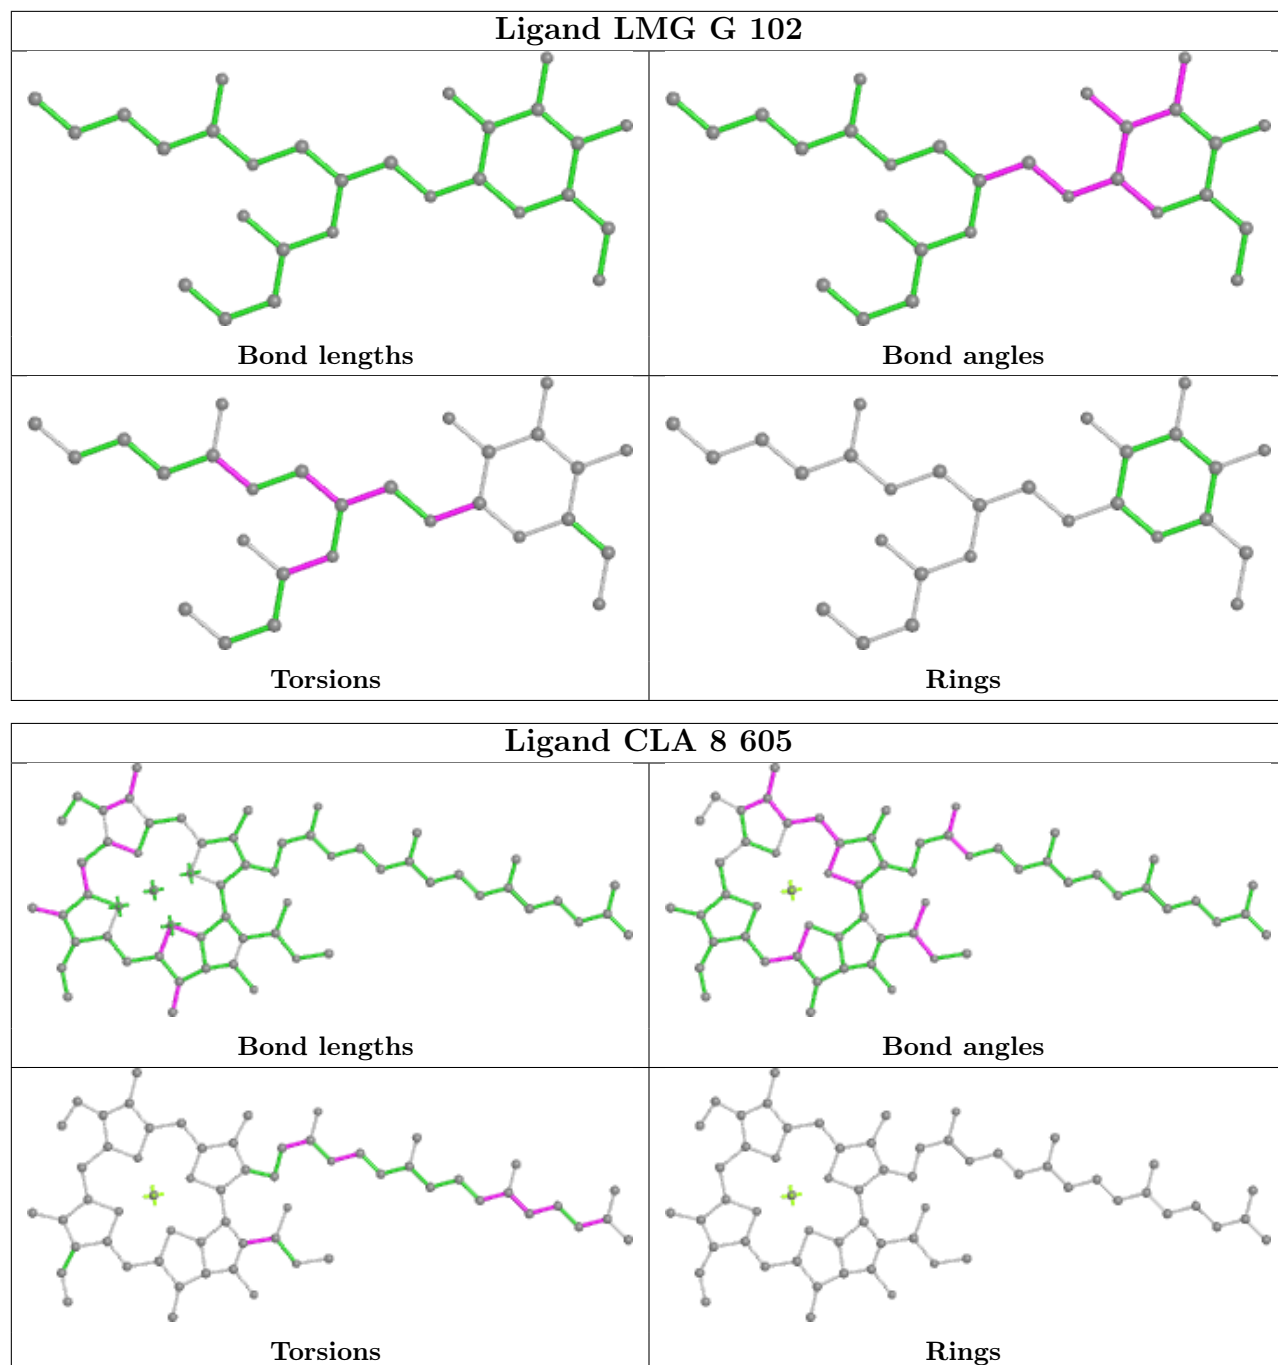 Ligand LMG G 102
Bond lengths
Bond angles
Torsions
Rings
Ligand CLA 8 605
Bond lengths
Bond angles
Torsions
Rings